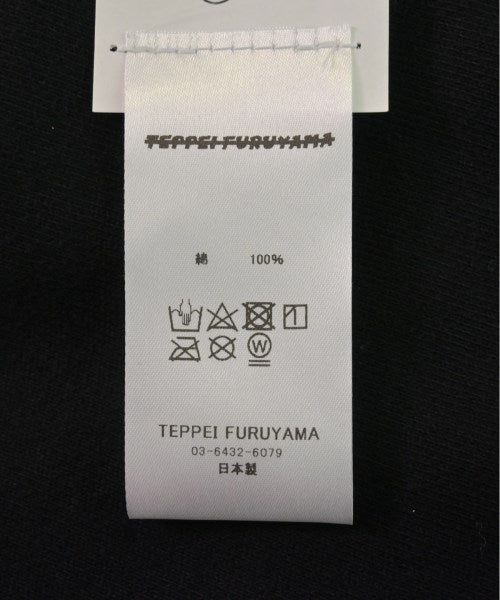 TEPPEI FURUYAMA
綿 100%
W
TEPPEI FURUYAMA
03-6432-6079
日本製